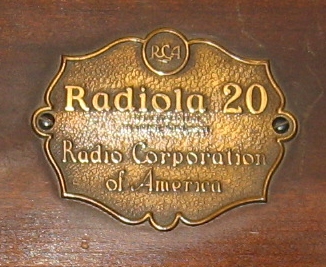 RCA
Radiola 20
Radio Corporation
of America